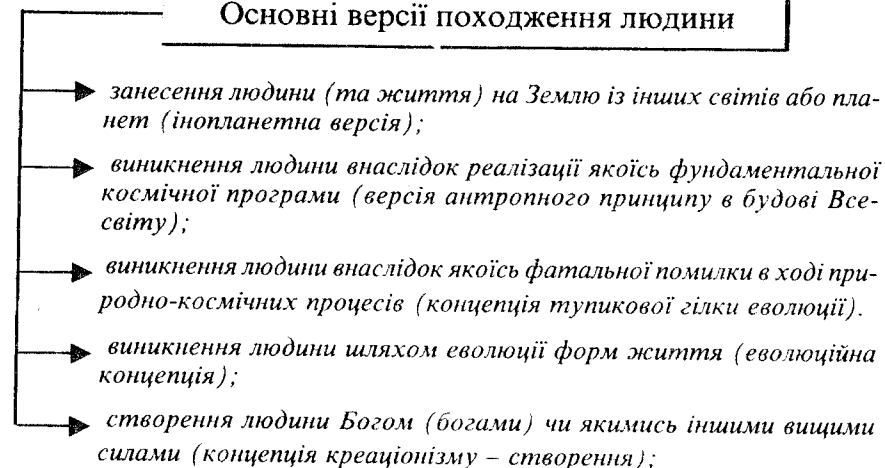 Основні версії походження людини
занесення людини (та життя) на Землю із інших світів або пла-
нет (інопланетна версія);
виникнення людини внаслідок реалізації якоїсь фундаментальної
космічної програми (версія антропного принципу в будові Все-
світу);
виникнення людини внаслідок якоїсь фатальної помилки в ході при-
родно-космічних процесів (концепція тупикової гілки еволюції).
виникнення людини шляхом еволюції форм життя (еволюційна
концепція);
створення людини Богом (богами) чи якимись іншими вищими
силами (концепція креаціонізму – створення);